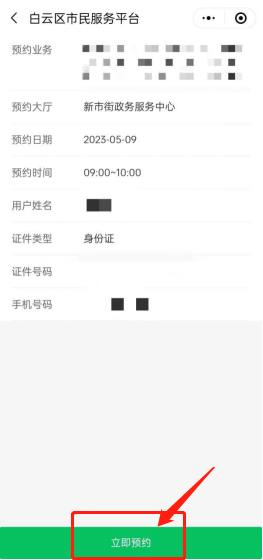 白云区市民服务平台
预约业务
预约大厅 新市街政务服务中心
预约日期 2023-05-09
预约时间 09:00~10:00
用户姓名
证件类型 身份证
证件号码
手机号码
立即预约